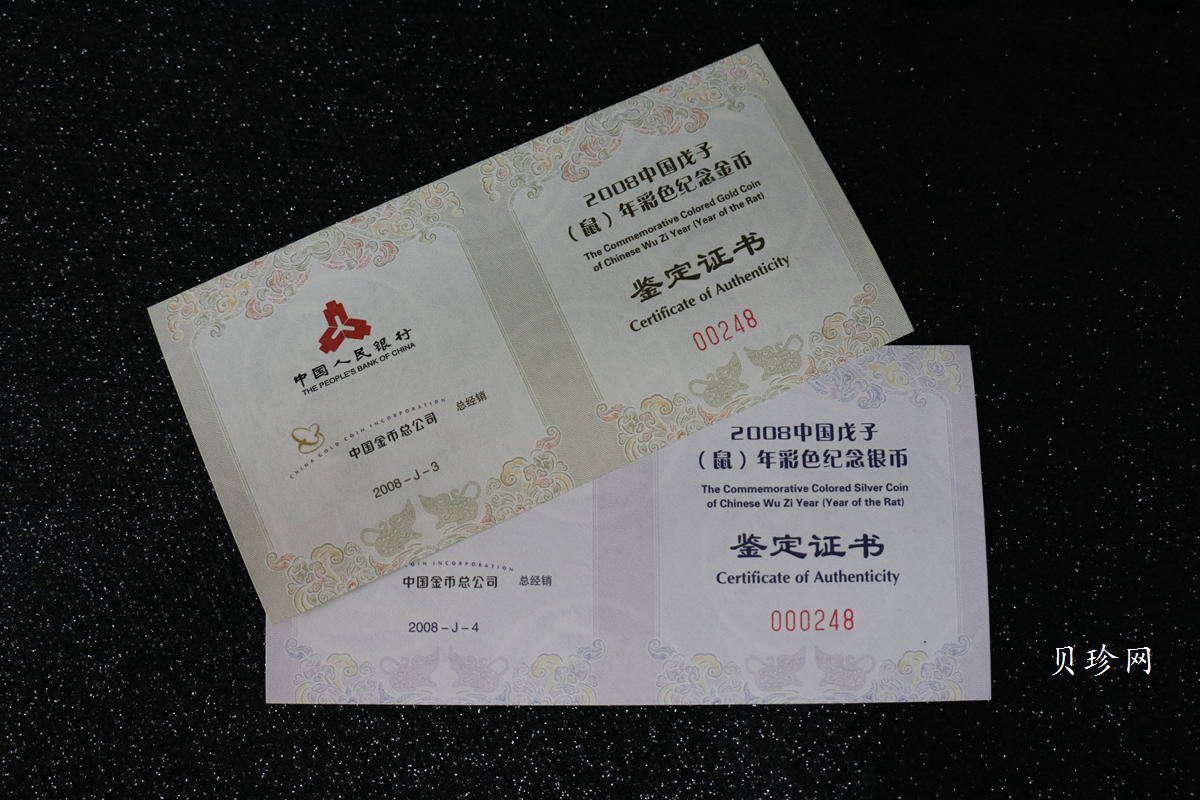 中国人民银行
THE PEOPLE'S BANK OF CHINA
CHINA GOLD COIN INCORPORATION
中国金币总公司 总经销
2008-J-3
2008中国戊子
（鼠）年彩色纪念金币
The Commemorative Colored Gold Coin
of Chinese Wu Zi Year (Year of the Rat)
鉴定证书
Certificate of Authenticity
00248
COIN INCORPORATION
中国金币总公司 总经销
2008-J-4
2008中国戊子
（鼠）年彩色纪念银币
The Commemorative Colored Silver Coin
of Chinese Wu Zi Year (Year of the Rat)
鉴定证书
Certificate of Authenticity
000248
贝珍网